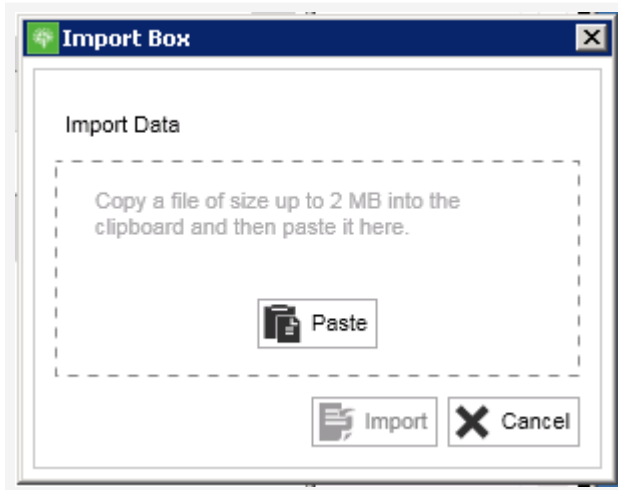 Import Box
Import Data
Copy a file of size up to 2 MB into the
clipboard and then paste it here.
Paste
Import
Cancel